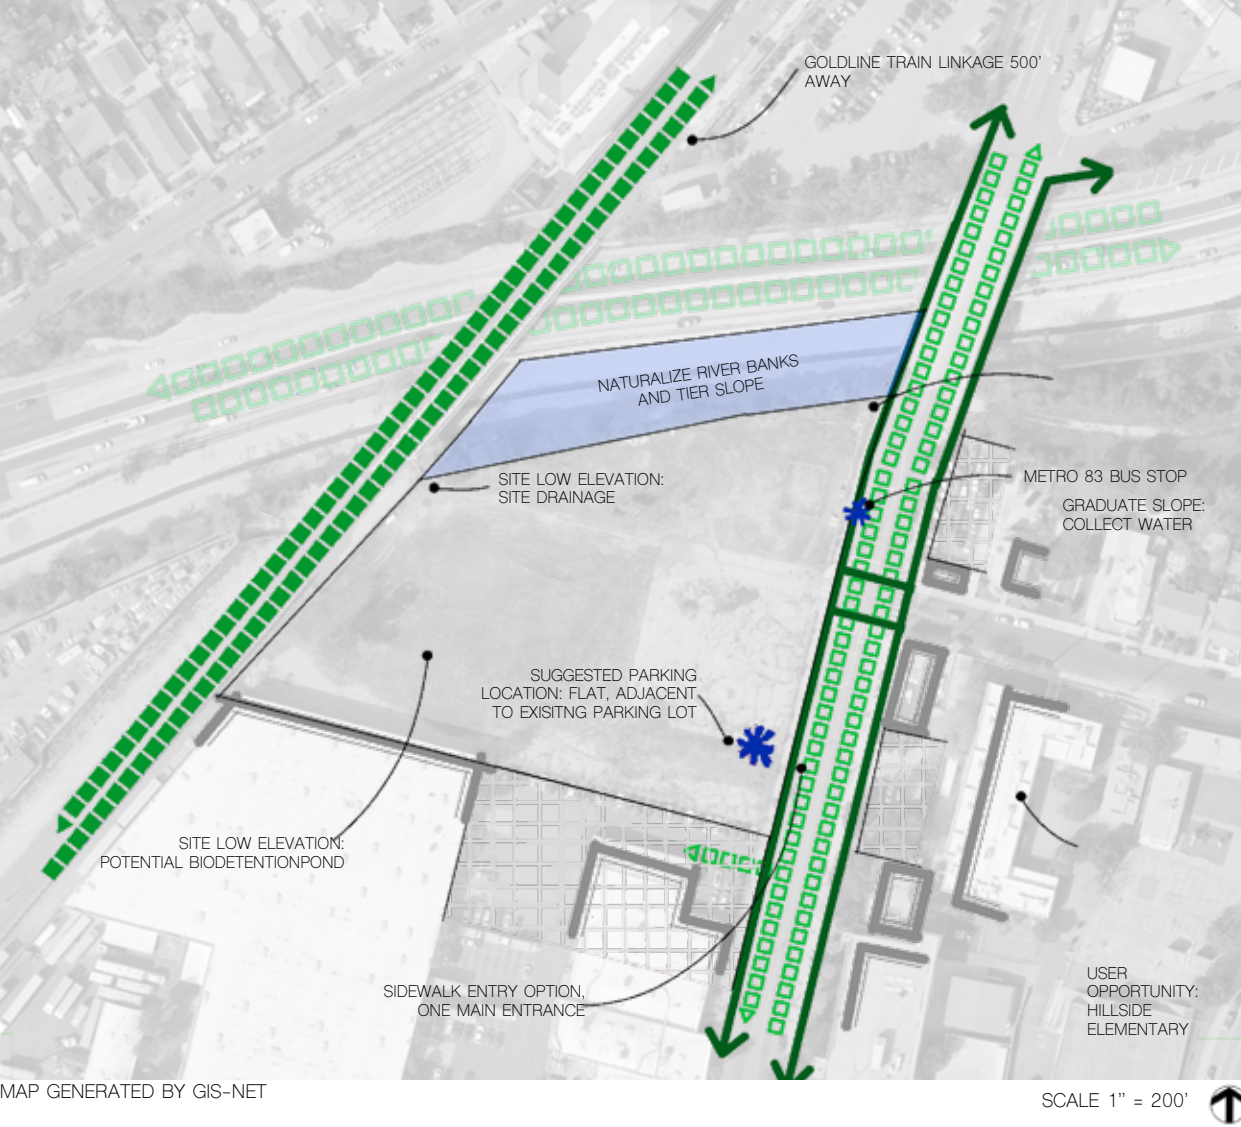 GOLDLINE TRAIN LINKAGE 500'
AWAY
NATURALIZE RIVER BANKS
AND TIER SLOPE
SITE LOW ELEVATION:
SITE DRAINAGE
METRO 83 BUS STOP
GRADUATE SLOPE:
COLLECT WATER
SUGGESTED PARKING
LOCATION: FLAT, ADJACENT
TO EXISITNG PARKING LOT
SITE LOW ELEVATION:
POTENTIAL BIODETENTIONPOND
SIDEWALK ENTRY OPTION,
ONE MAIN ENTRANCE
USER
OPPORTUNITY:
HILLSIDE
ELEMENTARY
MAP GENERATED BY GIS-NET
SCALE 1" = 200'